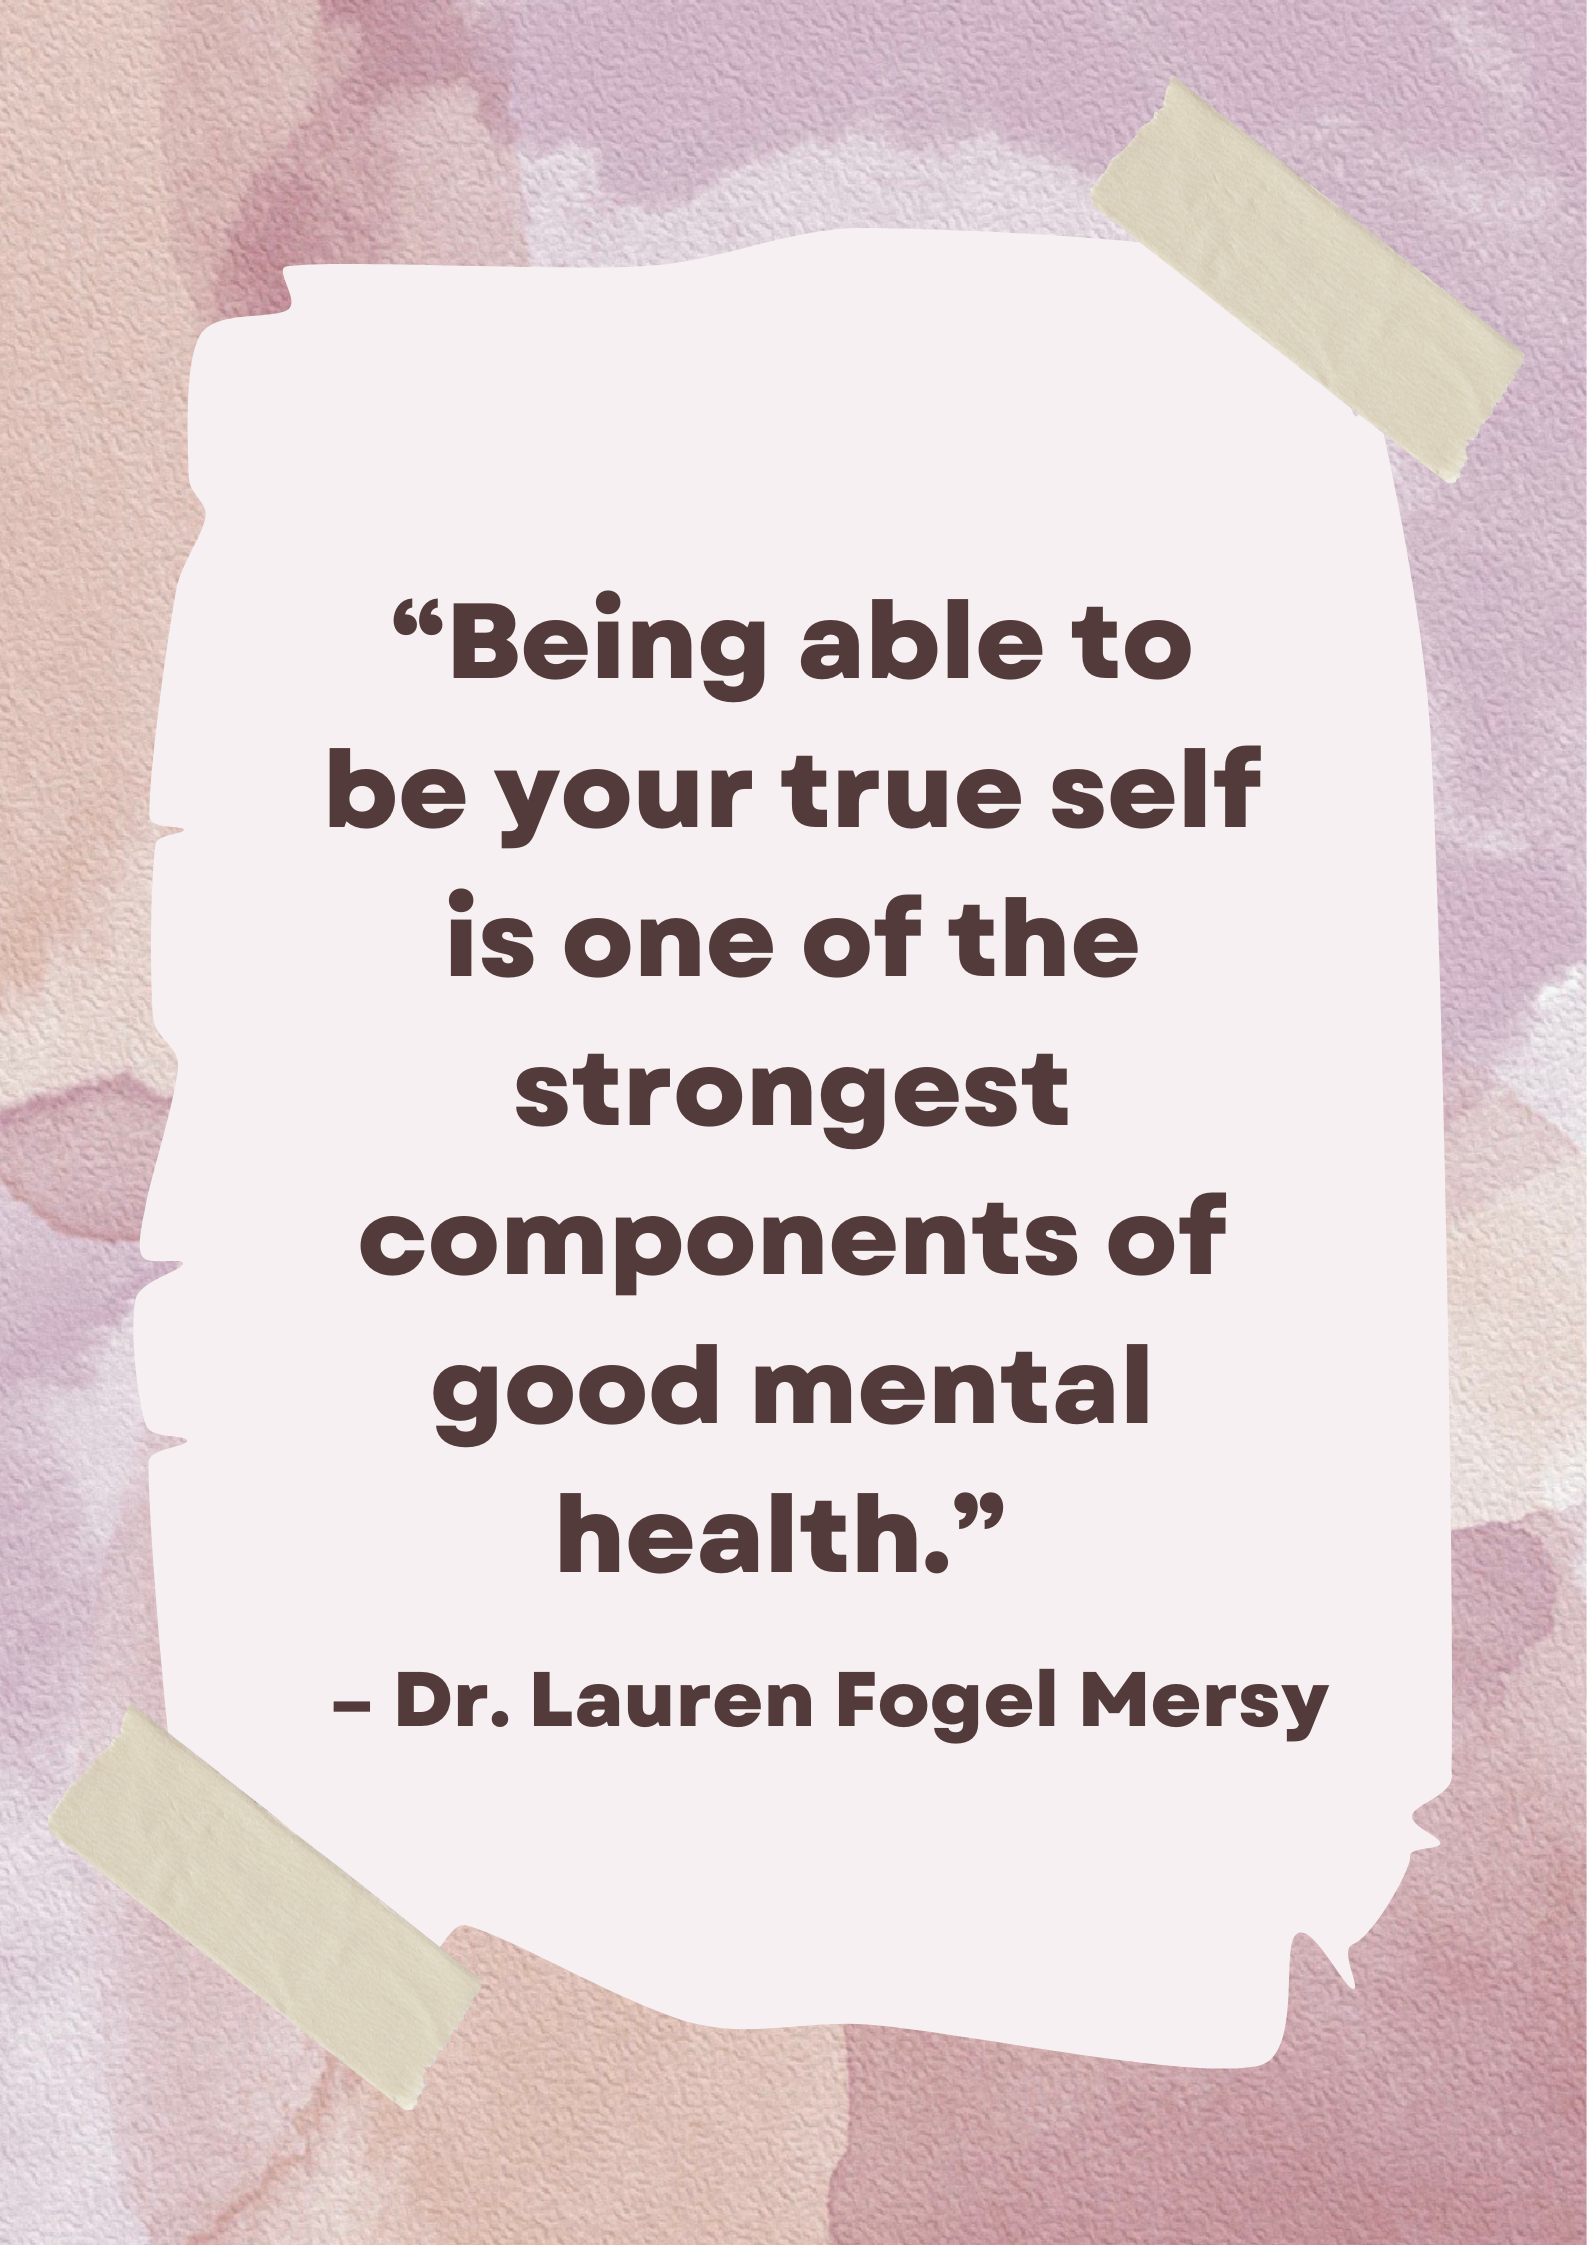 “Being able to
be your true self
is one of the
strongest
components of
good mental
health.”
– Dr. Lauren Fogel Mersy